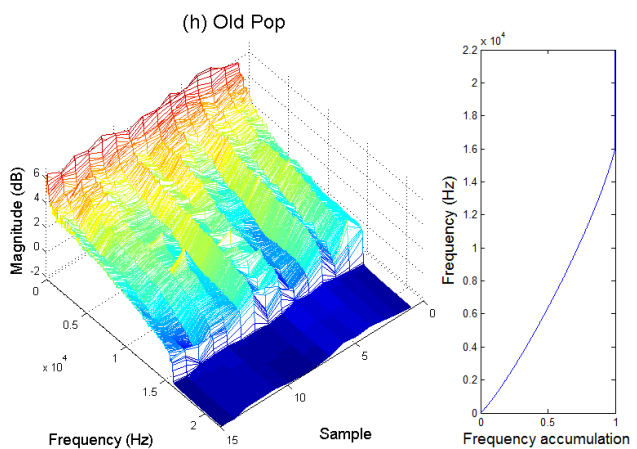 (h) Old Pop
Magnitude (dB)
6
4
2
0
-2
0
0.5
1
1.5
2
x 10^4
Frequency (Hz)
15
10
5
0
Sample
2.2 x 10^4
2
1.8
1.6
1.4
1.2
1
0.8
0.6
0.4
0.2
0
Frequency (Hz)
0 0.5 1
Frequency accumulation